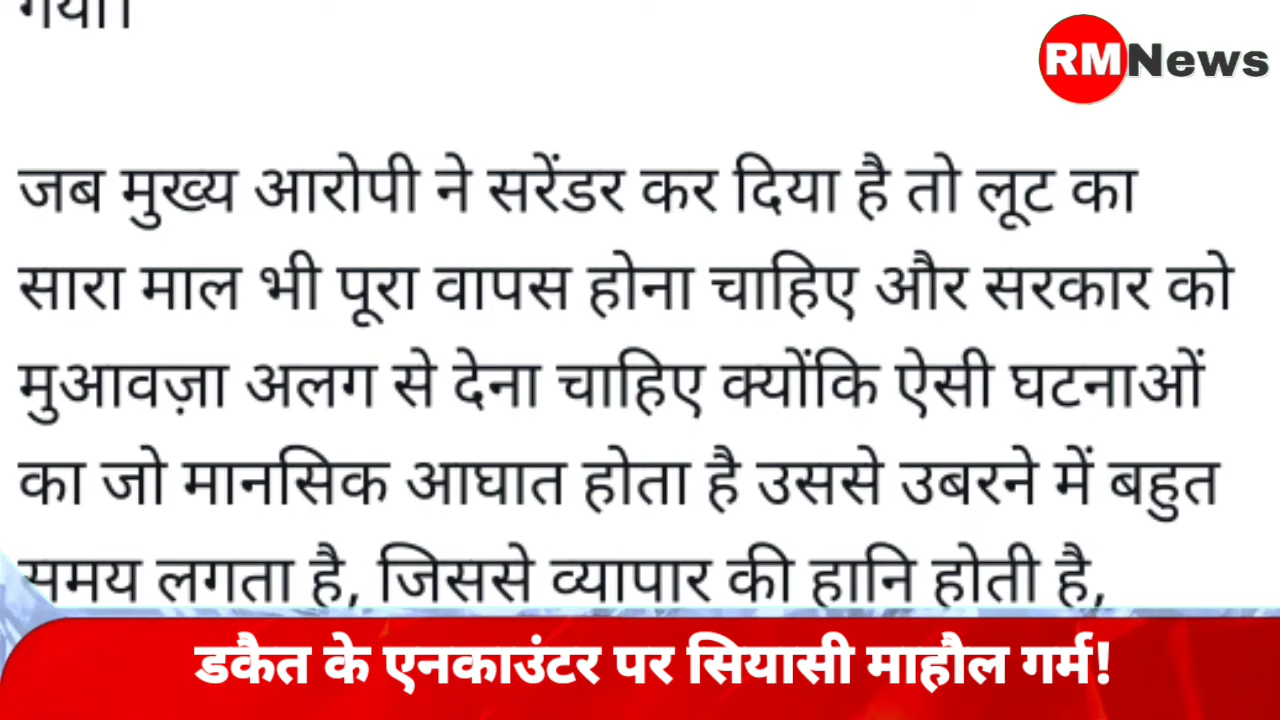 गया।
RMNews
जब मुख्य आरोपी ने सरेंडर कर दिया है तो लूट का
सारा माल भी पूरा वापस होना चाहिए और सरकार को
मुआवज़ा अलग से देना चाहिए क्योंकि ऐसी घटनाओं
का जो मानसिक आघात होता है उससे उबरने में बहुत
समय लगता है, जिससे व्यापार की हानि होती है,
डकैत के एनकाउंटर पर सियासी माहौल गर्म!